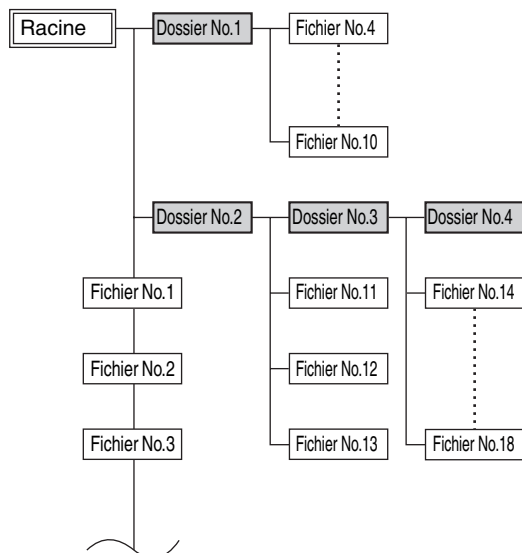 Racine
Dossier No.1
Fichier No.4
Fichier No.10
Dossier No.2
Dossier No.3
Dossier No.4
Fichier No.1
Fichier No.11
Fichier No.14
Fichier No.2
Fichier No.12
Fichier No.3
Fichier No.13
Fichier No.18